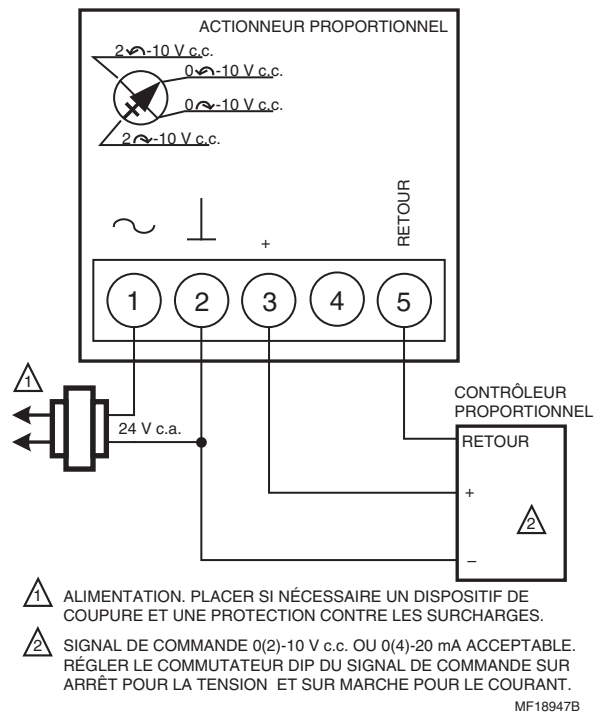 ACTIONNEUR PROPORTIONNEL
2 -10 V c.c.
0 -10 V c.c.
0 -10 V c.c.
2 -10 V c.c.
RETOUR
+
1 2 3 4 5
1
24 V c.a.
CONTRÔLEUR
PROPORTIONNEL
RETOUR
+
2
–
1 ALIMENTATION. PLACER SI NÉCESSAIRE UN DISPOSITIF DE
COUPURE ET UNE PROTECTION CONTRE LES SURCHARGES.
2 SIGNAL DE COMMANDE 0(2)-10 V c.c. OU 0(4)-20 mA ACCEPTABLE.
RÉGLER LE COMMUTATEUR DIP DU SIGNAL DE COMMANDE SUR
ARRÊT POUR LA TENSION ET SUR MARCHE POUR LE COURANT.
MF18947B